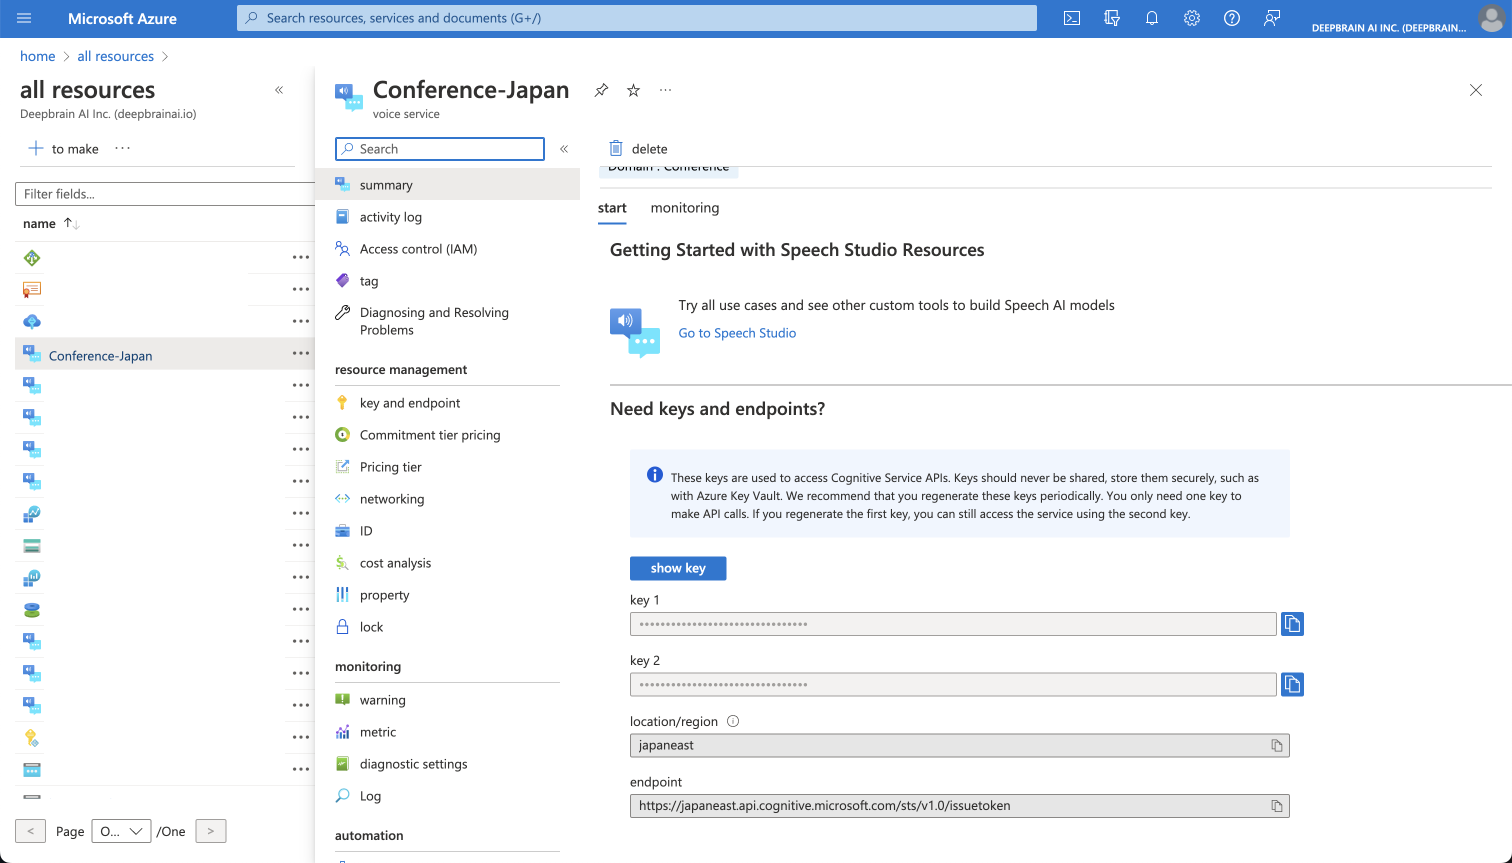 Microsoft Azure
Search resources, services and documents (G+/)
DEEPBRAIN AI INC. (DEEPBRAIN...
home > all resources >
all resources «
Deepbrain AI Inc. (deepbrainai.io)
+ to make ...
Filter fields...
name ↑↓
Conference-Japan
< Page O... /One >
Conference-Japan ...
voice service
Search «
summary
activity log
Access control (IAM)
tag
Diagnosing and Resolving
Problems
resource management
key and endpoint
Commitment tier pricing
Pricing tier
networking
ID
cost analysis
property
lock
monitoring
warning
metric
diagnostic settings
Log
automation
delete
Domain : Conference
start monitoring
Getting Started with Speech Studio Resources
Try all use cases and see other custom tools to build Speech AI models
Go to Speech Studio
Need keys and endpoints?
These keys are used to access Cognitive Service APIs. Keys should never be shared, store them securely, such as
with Azure Key Vault. We recommend that you regenerate these keys periodically. You only need one key to
make API calls. If you regenerate the first key, you can still access the service using the second key.
show key
key 1
key 2
location/region
japaneast
endpoint
https://japaneast.api.cognitive.microsoft.com/sts/v1.0/issuetoken